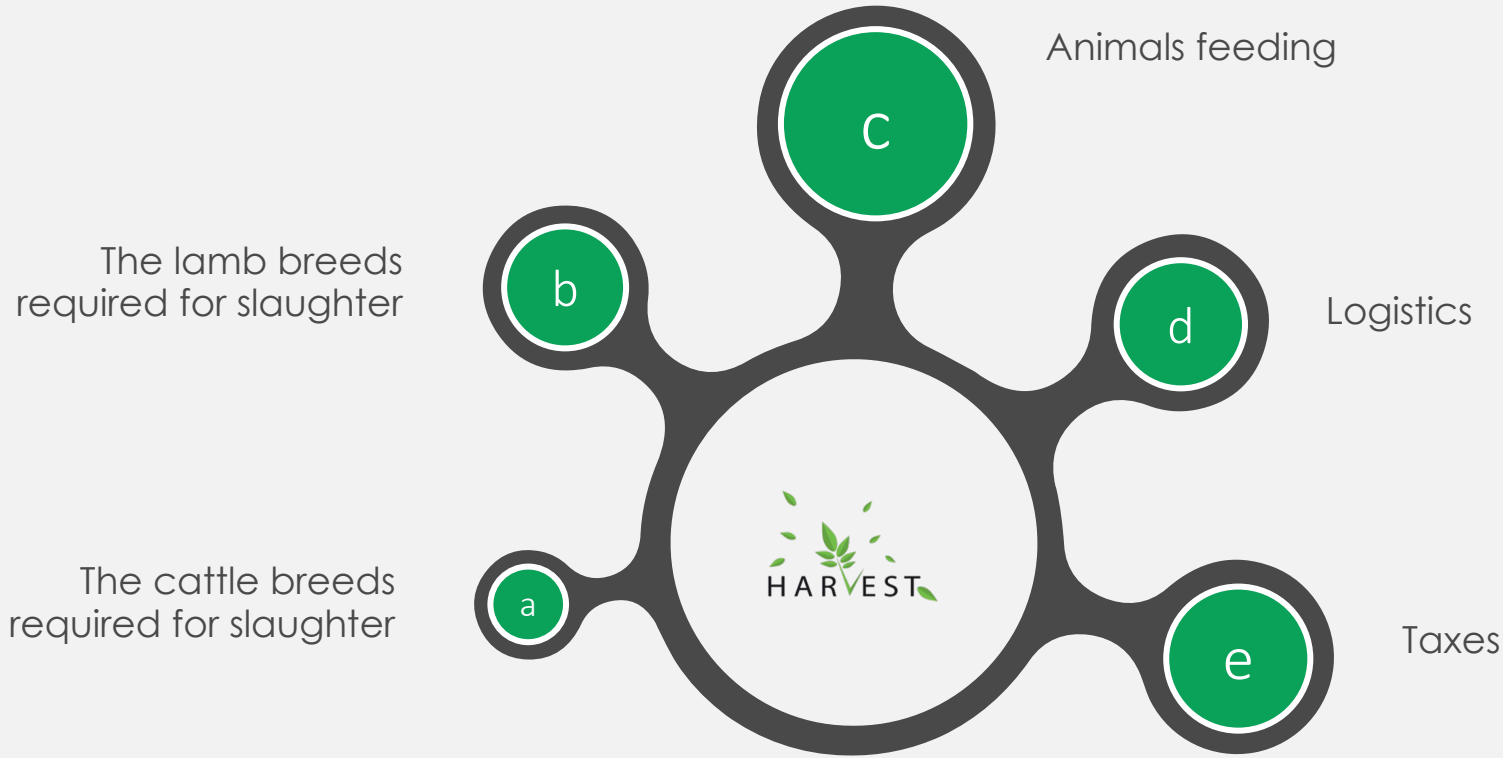 Animals feeding
c
The lamb breeds
required for slaughter
b
d
Logistics
HARVEST
The cattle breeds
required for slaughter
a
e
Taxes